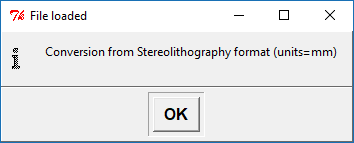 File loaded
Conversion from Stereolithography format (units=mm)
OK